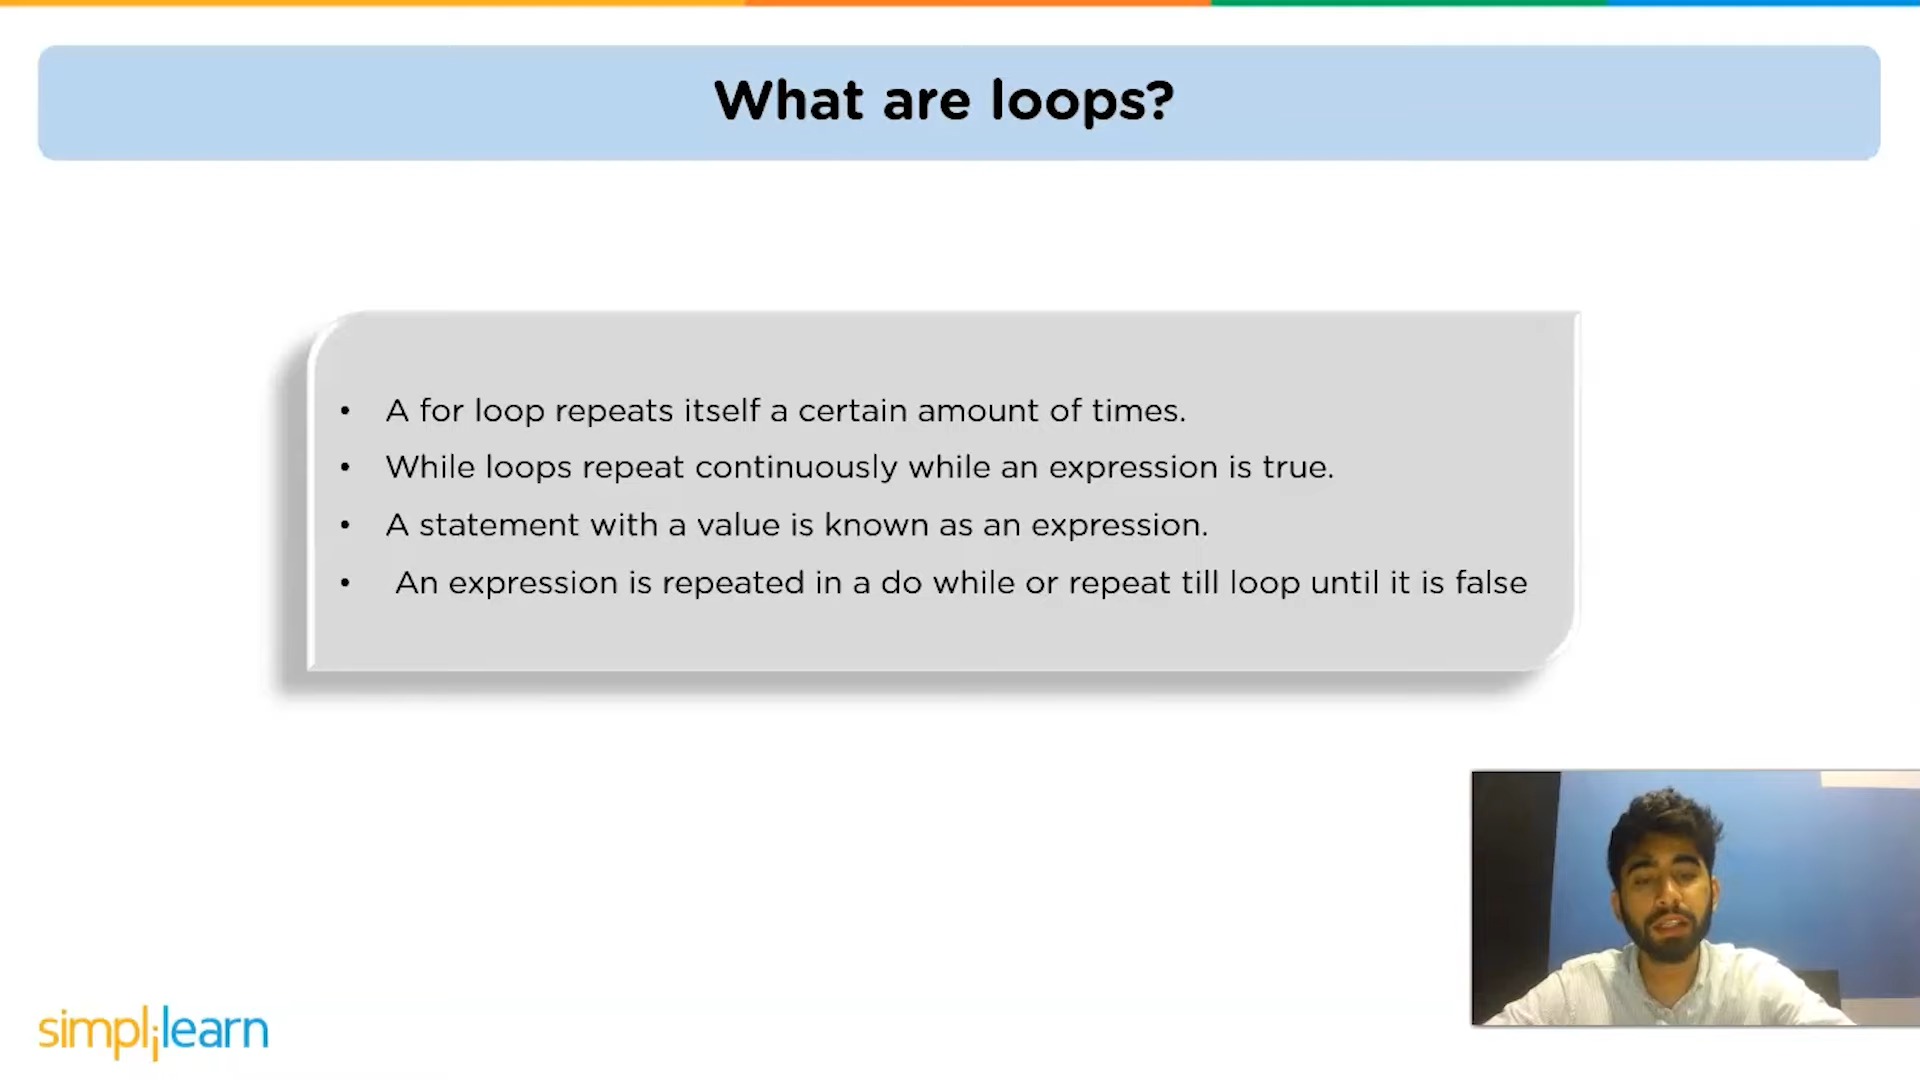 What are loops?
• A for loop repeats itself a certain amount of times.
• While loops repeat continuously while an expression is true.
• A statement with a value is known as an expression.
• An expression is repeated in a do while or repeat till loop until it is false
simplilearn